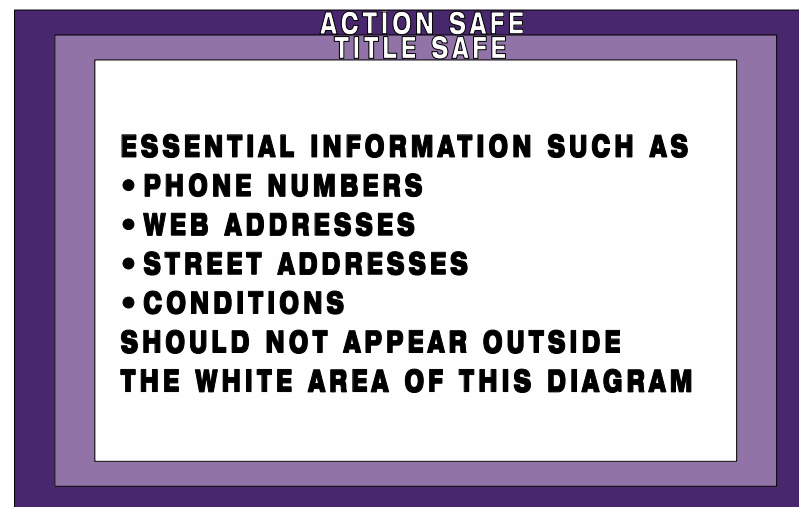 ACTION SAFE
TITLE SAFE
ESSENTIAL INFORMATION SUCH AS
•PHONE NUMBERS
•WEB ADDRESSES
•STREET ADDRESSES
•CONDITIONS
SHOULD NOT APPEAR OUTSIDE
THE WHITE AREA OF THIS DIAGRAM